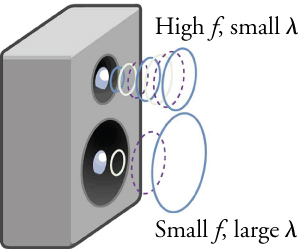 High f, small λ
Small f, large λ